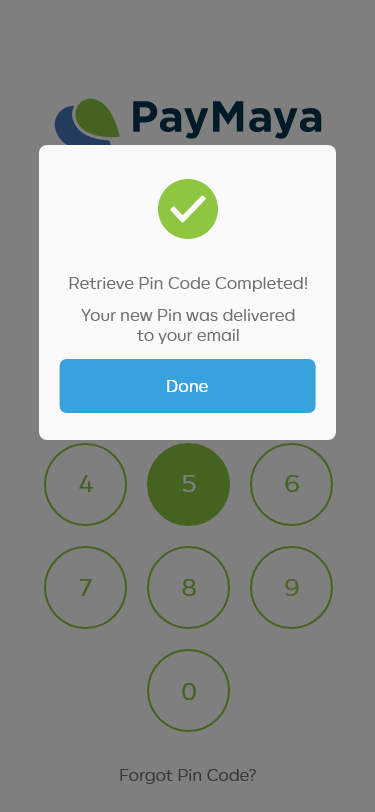 PayMaya
Retrieve Pin Code Completed!
Your new Pin was delivered
to your email
Done
4 5 6
7 8 9
0
Forgot Pin Code?